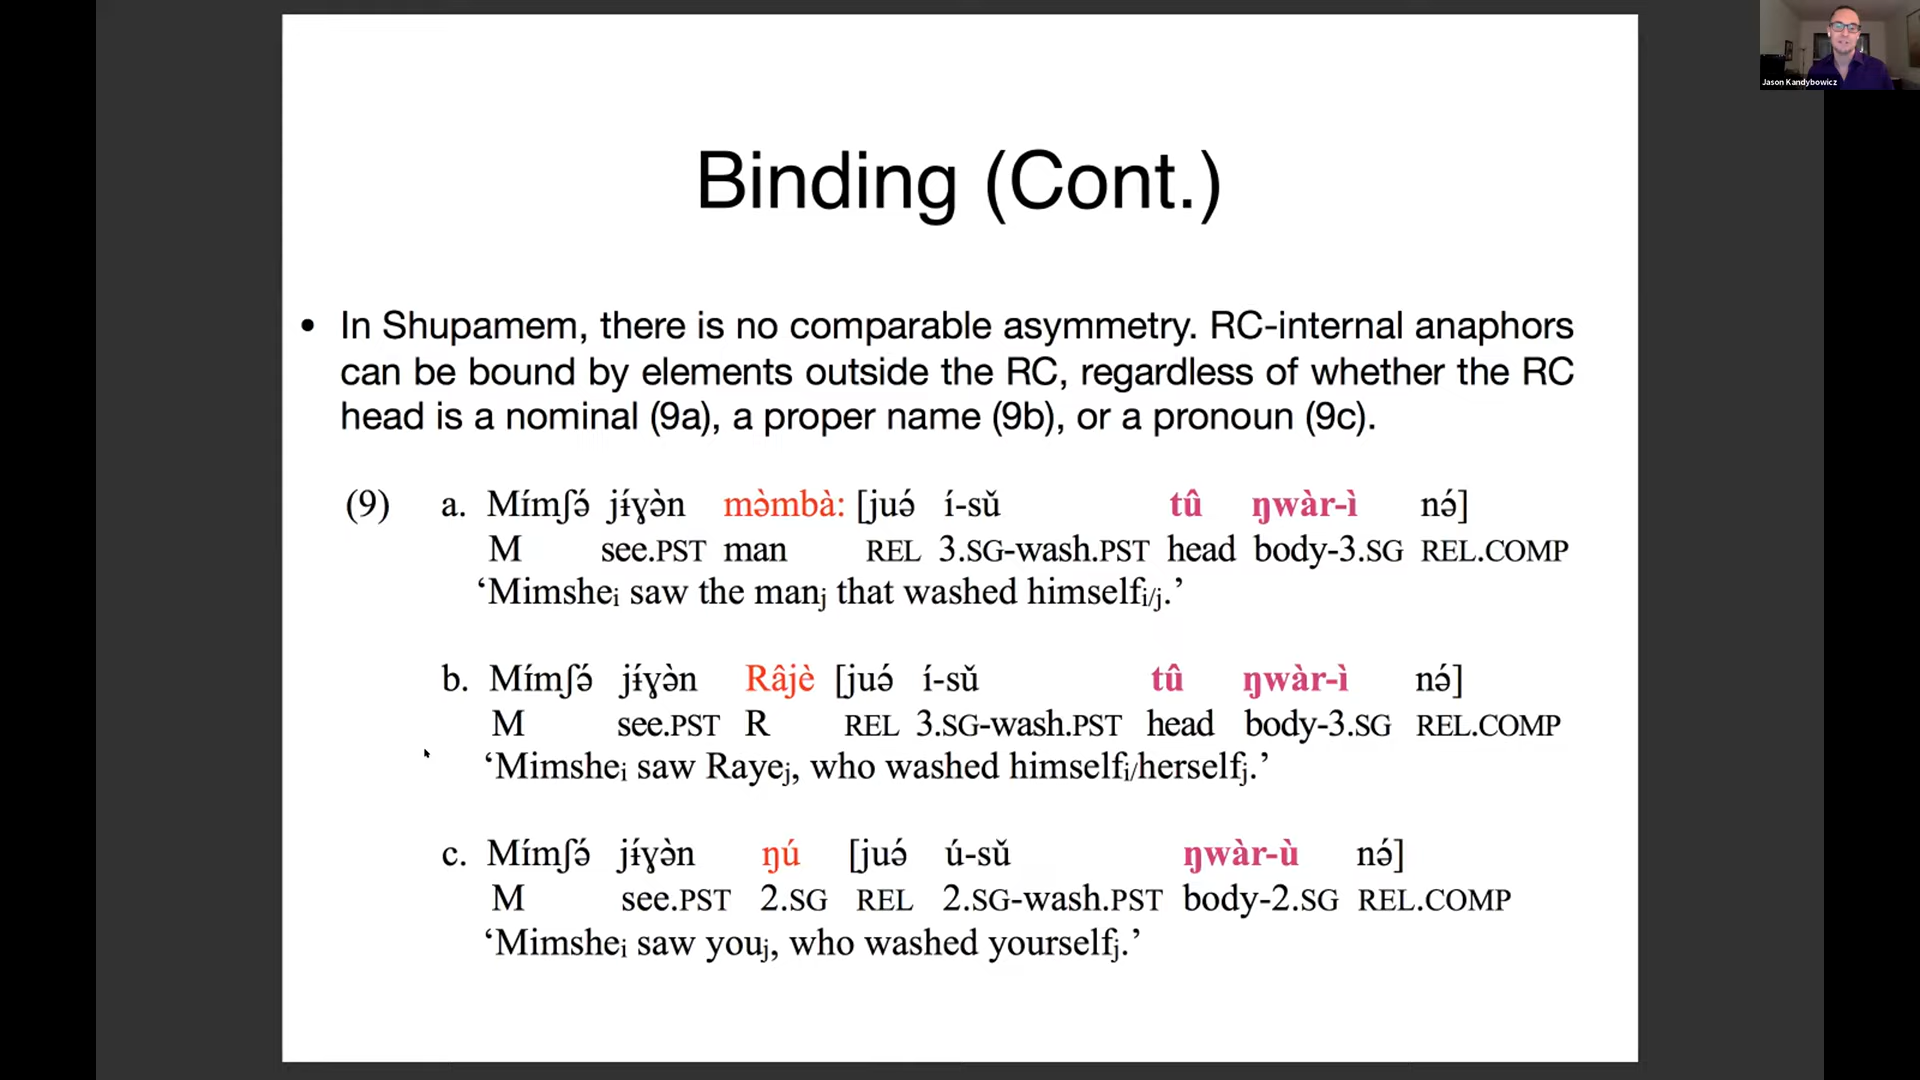 Jason Kandybowicz
Binding (Cont.)
• In Shupamem, there is no comparable asymmetry. RC-internal anaphors
can be bound by elements outside the RC, regardless of whether the RC
head is a nominal (9a), a proper name (9b), or a pronoun (9c).
(9) a. Mímʃə́ jɨ́ɣə̀n mə̀mbà: [juə́ í-sǔ tû ŋwàr-ì nə́]
M see.PST man REL 3.SG-wash.PST head body-3.SG REL.COMP
‘Mimsheᵢ saw the manⱼ that washed himselfᵢ/ⱼ.’
b. Mímʃə́ jɨ́ɣə̀n Râjè [juə́ í-sǔ tû ŋwàr-ì nə́]
M see.PST R REL 3.SG-wash.PST head body-3.SG REL.COMP
‘Mimsheᵢ saw Rayeⱼ, who washed himselfᵢ/herselfⱼ.’
c. Mímʃə́ jɨ́ɣə̀n ŋú [juə́ ú-sǔ ŋwàr-ù nə́]
M see.PST 2.SG REL 2.SG-wash.PST body-2.SG REL.COMP
‘Mimsheᵢ saw youⱼ, who washed yourselfⱼ.’